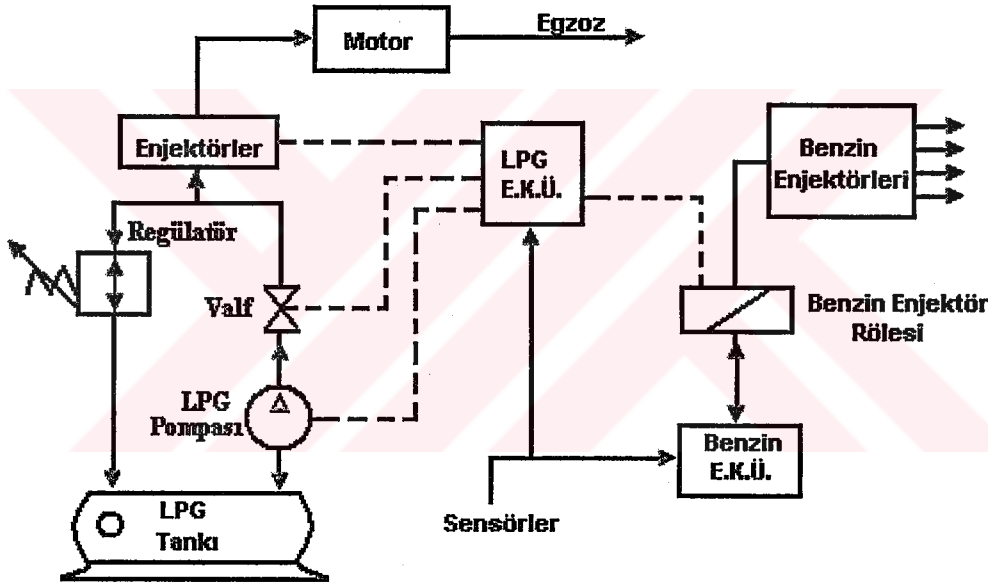 Egzoz
Motor
Enjektörler
LPG
E.K.Ü.
Benzin
Enjektörleri
Regülatör
Valf
Benzin Enjektör
Rölesi
LPG
Pompası
Benzin
E.K.Ü.
LPG
Tankı
Sensörler